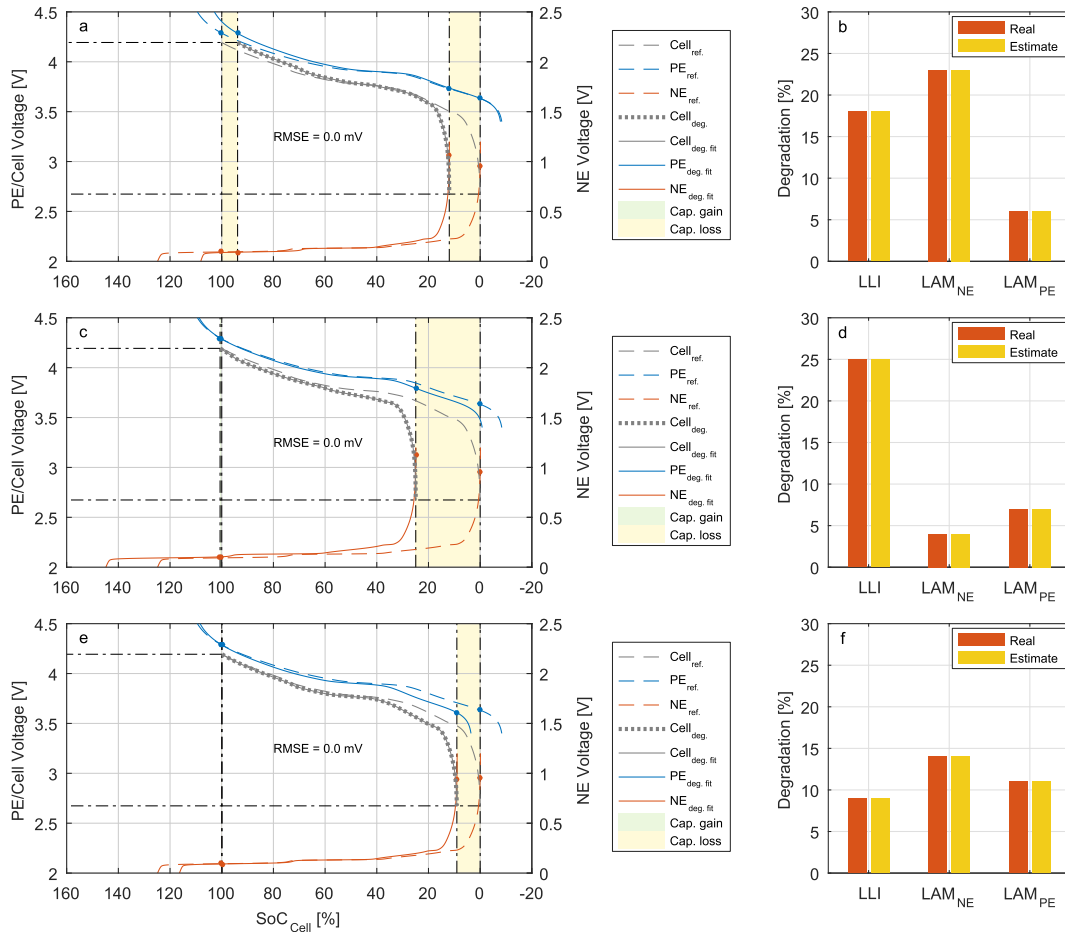 a
4.5
4
3.5
3
2.5
2
PE/Cell Voltage [V]
RMSE = 0.0 mV
2.5
2
1.5
1
0.5
0
NE Voltage [V]
160 140 120 100 80 60 40 20 0 -20
Cell ref.
PE ref.
NE ref.
Cell deg.
Cell deg. fit
PE deg. fit
NE deg. fit
Cap. gain
Cap. loss
b
Real
Estimate
30
25
20
15
10
5
0
Degradation [%]
LLI LAM NE LAM PE
c
4.5
4
3.5
3
2.5
2
PE/Cell Voltage [V]
RMSE = 0.0 mV
2.5
2
1.5
1
0.5
0
NE Voltage [V]
160 140 120 100 80 60 40 20 0 -20
Cell ref.
PE ref.
NE ref.
Cell deg.
Cell deg. fit
PE deg. fit
NE deg. fit
Cap. gain
Cap. loss
d
Real
Estimate
30
25
20
15
10
5
0
Degradation [%]
LLI LAM NE LAM PE
e
4.5
4
3.5
3
2.5
2
PE/Cell Voltage [V]
RMSE = 0.0 mV
2.5
2
1.5
1
0.5
0
NE Voltage [V]
160 140 120 100 80 60 40 20 0 -20
SoC Cell [%]
Cell ref.
PE ref.
NE ref.
Cell deg.
Cell deg. fit
PE deg. fit
NE deg. fit
Cap. gain
Cap. loss
f
Real
Estimate
30
25
20
15
10
5
0
Degradation [%]
LLI LAM NE LAM PE